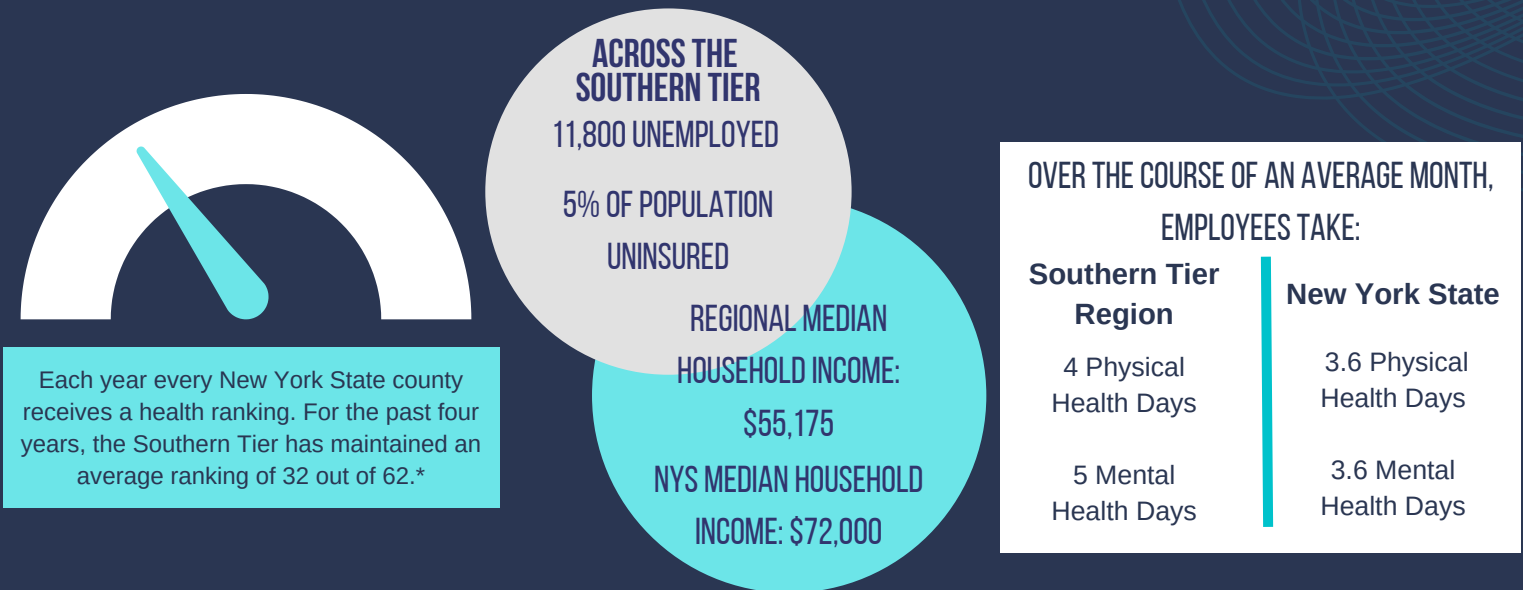 Each year every New York State county
receives a health ranking. For the past four
years, the Southern Tier has maintained an
average ranking of 32 out of 62.*
ACROSS THE
SOUTHERN TIER
11,800 UNEMPLOYED
5% OF POPULATION
UNINSURED
REGIONAL MEDIAN
HOUSEHOLD INCOME:
$55,175
NYS MEDIAN HOUSEHOLD
INCOME: $72,000
OVER THE COURSE OF AN AVERAGE MONTH,
EMPLOYEES TAKE:
Southern Tier
Region
4 Physical
Health Days
5 Mental
Health Days
New York State
3.6 Physical
Health Days
3.6 Mental
Health Days